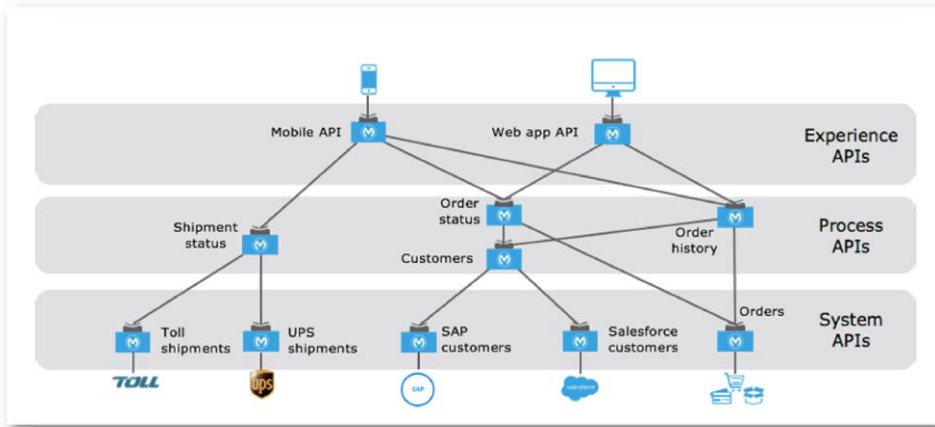 Mobile API
Web app API
Experience
APIs
Shipment
status
Order
status
Customers
Order
history
Process
APIs
Toll
shipments
UPS
shipments
SAP
customers
Salesforce
customers
Orders
System
APIs
TOLL
ups
SAP
salesforce